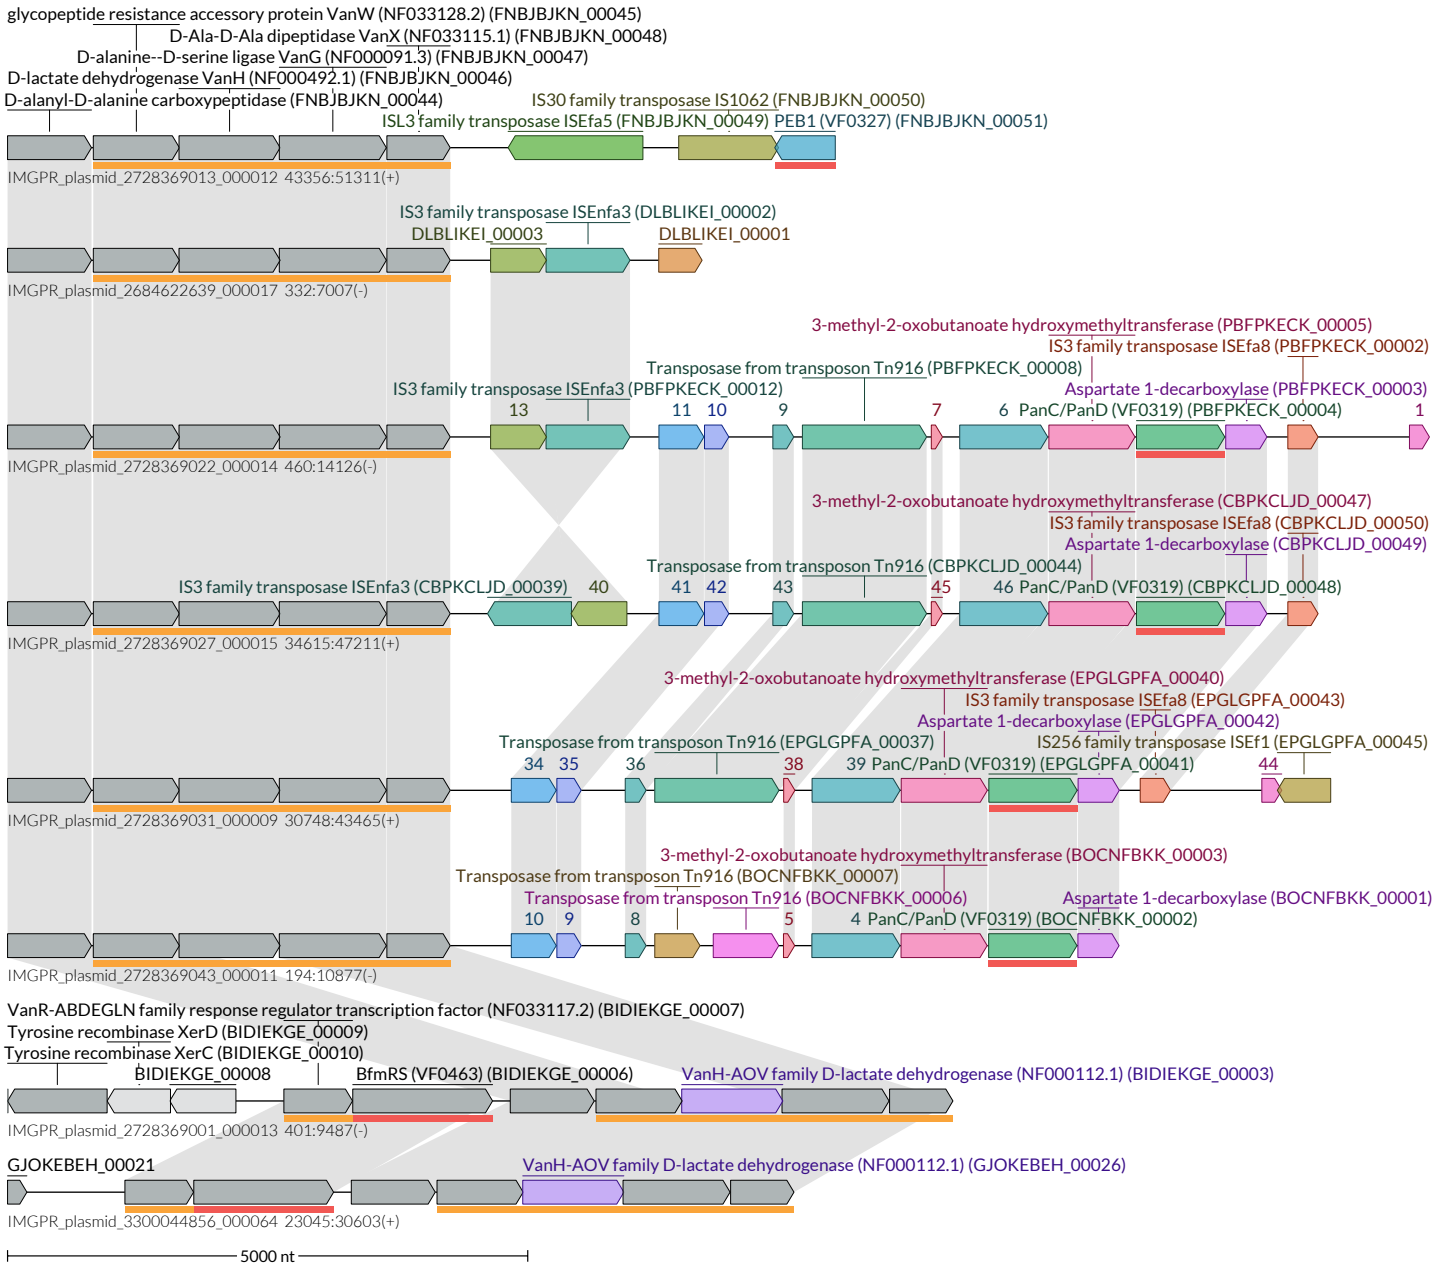 glycopeptide resistance accessory protein VanW (NF033128.2) (FNBJBJKN_00045)
D-Ala-D-Ala dipeptidase VanX (NF033115.1) (FNBJBJKN_00048)
D-alanine--D-serine ligase VanG (NF000091.3) (FNBJBJKN_00047)
D-lactate dehydrogenase VanH (NF000492.1) (FNBJBJKN_00046)
D-alanyl-D-alanine carboxypeptidase (FNBJBJKN_00044) IS30 family transposase IS1062 (FNBJBJKN_00050)
ISL3 family transposase ISEfa5 (FNBJBJKN_00049) PEB1 (VF0327) (FNBJBJKN_00051)
IMGPR_plasmid_2728369013_000012 43356:51311(+)
IS3 family transposase ISEnfa3 (DLBLIKEI_00002)
DLBLIKEI_00003 DLBLIKEI_00001
IMGPR_plasmid_2684622639_000017 332:7007(-)
3-methyl-2-oxobutanoate hydroxymethyltransferase (PBFPKECK_00005)
IS3 family transposase ISEfa8 (PBFPKECK_00002)
Transposase from transposon Tn916 (PBFPKECK_00008)
IS3 family transposase ISEnfa3 (PBFPKECK_00012) Aspartate 1-decarboxylase (PBFPKECK_00003)
13 11 10 9 7 6 PanC/PanD (VF0319) (PBFPKECK_00004) 1
IMGPR_plasmid_2728369022_000014 460:14126(-)
3-methyl-2-oxobutanoate hydroxymethyltransferase (CBPKCLJD_00047)
IS3 family transposase ISEfa8 (CBPKCLJD_00050)
Aspartate 1-decarboxylase (CBPKCLJD_00049)
Transposase from transposon Tn916 (CBPKCLJD_00044)
IS3 family transposase ISEnfa3 (CBPKCLJD_00039) 40 41 42 43 45 46 PanC/PanD (VF0319) (CBPKCLJD_00048)
IMGPR_plasmid_2728369027_000015 34615:47211(+)
3-methyl-2-oxobutanoate hydroxymethyltransferase (EPGLGPFA_00040)
IS3 family transposase ISEfa8 (EPGLGPFA_00043)
Aspartate 1-decarboxylase (EPGLGPFA_00042)
Transposase from transposon Tn916 (EPGLGPFA_00037) IS256 family transposase ISEf1 (EPGLGPFA_00045)
34 35 36 38 39 PanC/PanD (VF0319) (EPGLGPFA_00041) 44
IMGPR_plasmid_2728369031_000009 30748:43465(+)
3-methyl-2-oxobutanoate hydroxymethyltransferase (BOCNFBKK_00003)
Transposase from transposon Tn916 (BOCNFBKK_00007)
Transposase from transposon Tn916 (BOCNFBKK_00006) Aspartate 1-decarboxylase (BOCNFBKK_00001)
10 9 8 5 4 PanC/PanD (VF0319) (BOCNFBKK_00002)
IMGPR_plasmid_2728369043_000011 194:10877(-)
VanR-ABDEGLN family response regulator transcription factor (NF033117.2) (BIDIEKGE_00007)
Tyrosine recombinase XerD (BIDIEKGE_00009)
Tyrosine recombinase XerC (BIDIEKGE_00010)
BIDIEKGE_00008 BfmRS (VF0463) (BIDIEKGE_00006) VanH-AOV family D-lactate dehydrogenase (NF000112.1) (BIDIEKGE_00003)
IMGPR_plasmid_2728369001_000013 401:9487(-)
GJOKEBEH_00021 VanH-AOV family D-lactate dehydrogenase (NF000112.1) (GJOKEBEH_00026)
IMGPR_plasmid_3300044856_000064 23045:30603(+)
5000 nt